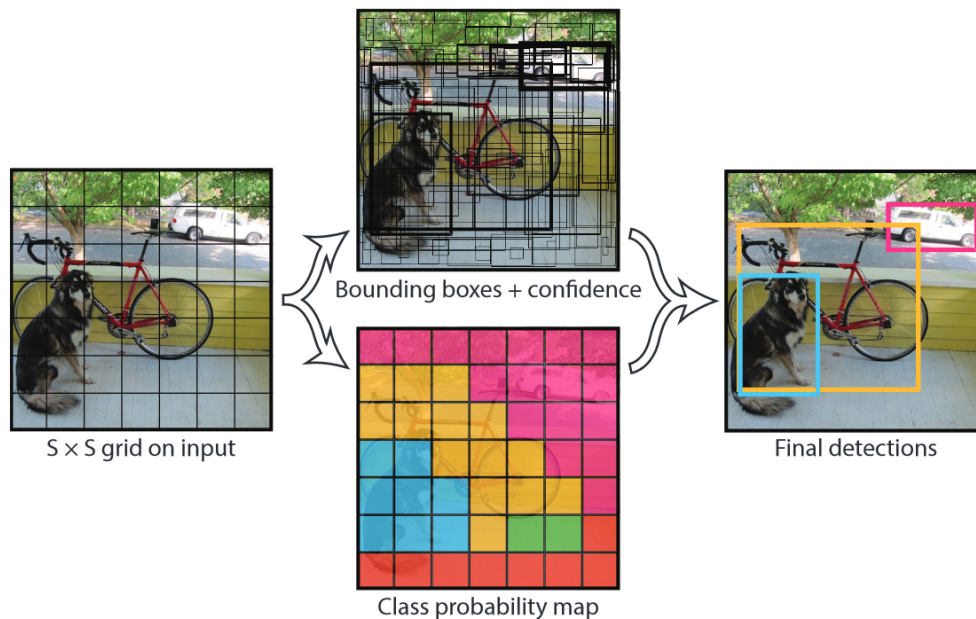 Bounding boxes + confidence
S × S grid on input
Final detections
Class probability map